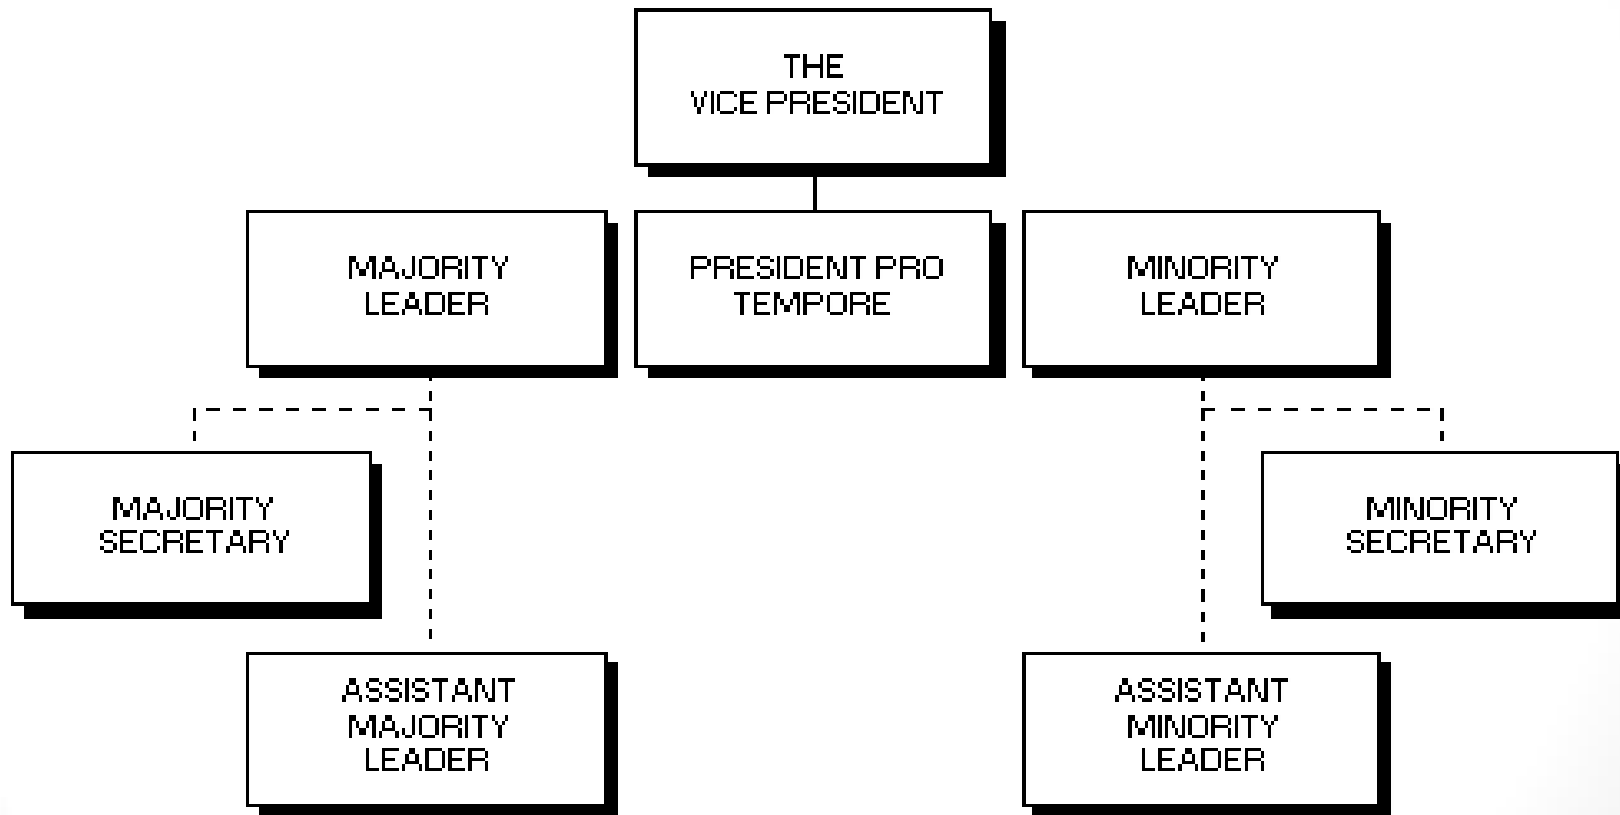 THE
VICE PRESIDENT
MAJORITY
LEADER
PRESIDENT PRO
TEMPORE
MINORITY
LEADER
MAJORITY
SECRETARY
MINORITY
SECRETARY
ASSISTANT
MAJORITY
LEADER
ASSISTANT
MINORITY
LEADER